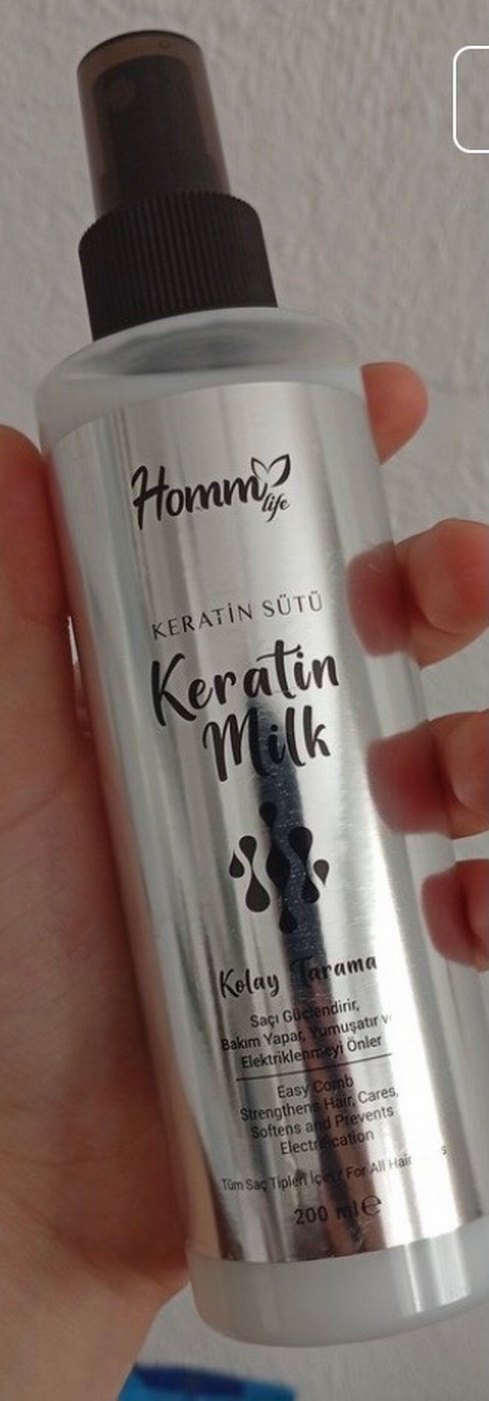 Homm life
KERATİN SÜTÜ
Keratin
Milk
Kolay Tarama
Saçı Güçlendirir,
Bakım Yapar, Yumuşatır
Elektriklenmeyi Önler
Easy Comb
Strengthens Hair, Cares,
Softens and Prevents
Electrification
Tüm Saç Tipleri İçin / For All Hair
200 ml e